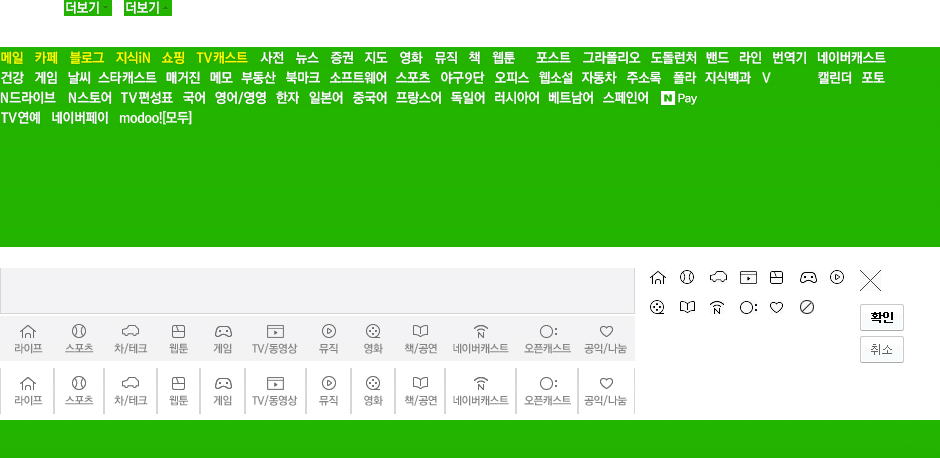 더보기 더보기
메일 카페 블로그 지식iN 쇼핑 TV캐스트 사전 뉴스 증권 지도 영화 뮤직 책 웹툰 포스트 그라폴리오 도돌런처 밴드 라인 번역기 네이버캐스트
건강 게임 날씨 스타캐스트 매거진 메모 부동산 북마크 소프트웨어 스포츠 야구9단 오피스 웹소설 자동차 주소록 폴라 지식백과 V 캘린더 포토
N드라이브 N스토어 TV편성표 국어 영어/영영 한자 일본어 중국어 프랑스어 독일어 러시아어 베트남어 스페인어 N Pay
TV연예 네이버페이 modoo![모두]
라이프 스포츠 차/테크 웹툰 게임 TV/동영상 뮤직 영화 책/공연 네이버캐스트 오픈캐스트 공익/나눔
확인
취소
라이프 스포츠 차/테크 웹툰 게임 TV/동영상 뮤직 영화 책/공연 네이버캐스트 오픈캐스트 공익/나눔